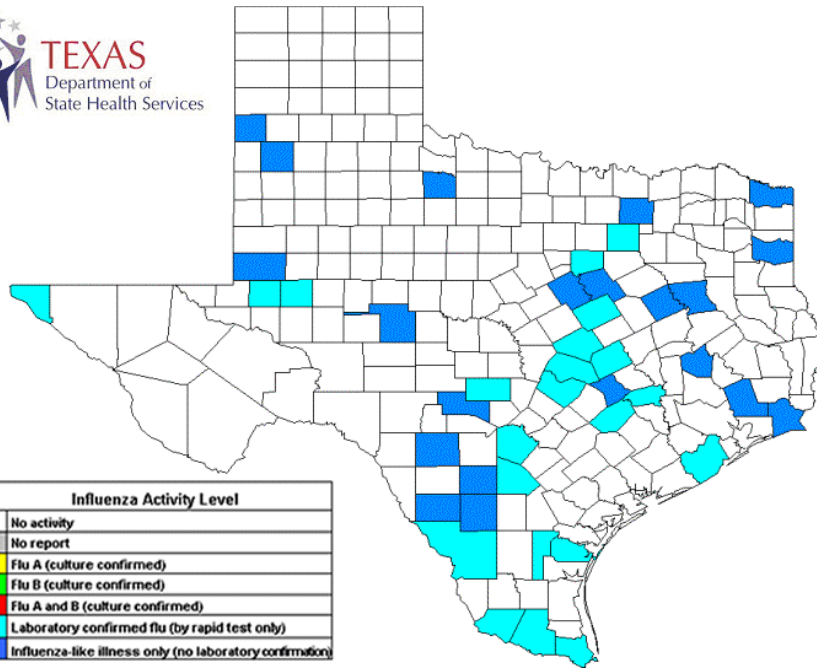 TEXAS
Department of
State Health Services
Influenza Activity Level
No activity
No report
Flu A (culture confirmed)
Flu B (culture confirmed)
Flu A and B (culture confirmed)
Laboratory confirmed flu (by rapid test only)
Influenza-like illness only (no laboratory confirmation)